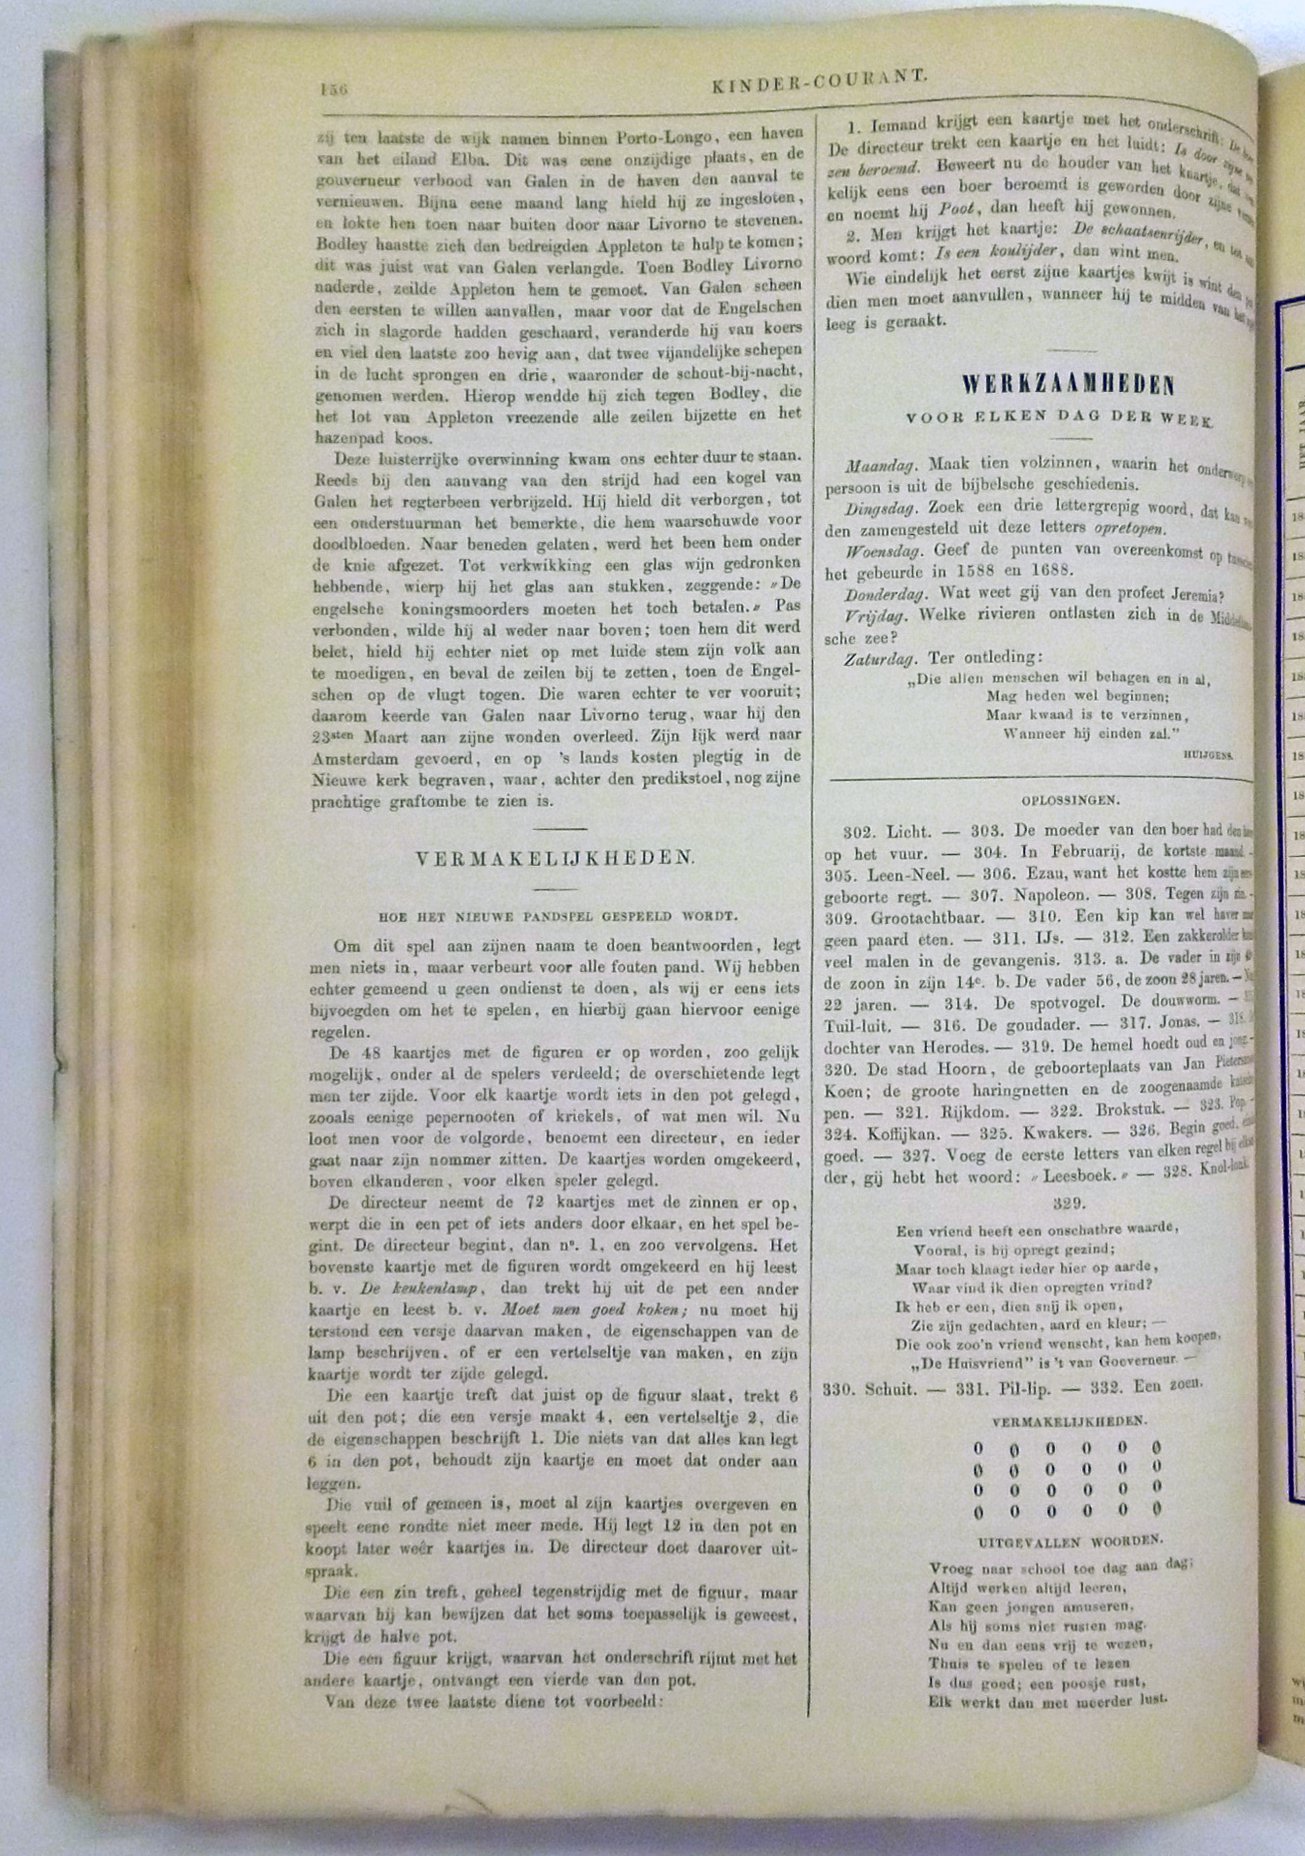 156
KINDER-COURANT.
zij ten laatste de wijk namen binnen Porto-Longo, een haven
van het eiland Elba. Dit was eene onzijdige plaats, en de
gouverneur verbood van Galen in de haven den aanval te
vernieuwen. Bijna eene maand lang hield hij ze ingesloten,
en lokte hen toen naar buiten door naar Livorno te stevenen.
Bodley haastte zich den bedreigden Appleton te hulp te komen;
dit was juist wat van Galen verlangde. Toen Bodley Livorno
naderde, zeilde Appleton hem te gemoet. Van Galen scheen
den eersten te willen aanvallen, maar voor dat de Engelschen
zich in slagorde hadden geschaard, veranderde hij van koers
en viel den laatste zoo hevig aan, dat twee vijandelijke schepen
in de lucht sprongen en drie, waaronder de schout-bij-nacht,
genomen werden. Hierop wendde hij zich tegen Bodley, die
het lot van Appleton vreezende alle zeilen bijzette en het
hazenpad koos.
Deze luisterrijke overwinning kwam ons echter duur te staan.
Reeds bij den aanvang van den strijd had een kogel van
Galen het regterbeen verbrijzeld. Hij hield dit verborgen, tot
een onderstuurman het bemerkte, die hem waarschuwde voor
doodbloeden. Naar beneden gelaten, werd het been hem onder
de knie afgezet. Tot verkwikking een glas wijn gedronken
hebbende, wierp hij het glas aan stukken, zeggende: "De
engelsche koningsmoorders moeten het toch betalen." Pas
verbonden, wilde hij al weder naar boven; toen hem dit werd
belet, hield hij echter niet op met luide stem zijn volk aan
te moedigen, en beval de zeilen bij te zetten, toen de Engel-
schen op de vlugt togen. Die waren echter te ver vooruit;
daarom keerde van Galen naar Livorno terug, waar hij den
23sten Maart aan zijne wonden overleed. Zijn lijk werd naar
Amsterdam gevoerd, en op 's lands kosten plegtig in de
Nieuwe kerk begraven, waar, achter den predikstoel, nog zijne
prachtige graftombe te zien is.
VERMAKELIJKHEDEN.
HOE HET NIEUWE PANDSPEL GESPEELD WORDT.
Om dit spel aan zijnen naam te doen beantwoorden, legt
men niets in, maar verbeurt voor alle fouten pand. Wij hebben
echter gemeend u geen ondienst te doen, als wij er eens iets
bijvoegden om het te spelen, en hierbij gaan hiervoor eenige
regelen.
De 48 kaartjes met de figuren er op worden, zoo gelijk
mogelijk, onder al de spelers verdeeld; de overschietende legt
men ter zijde. Voor elk kaartje wordt iets in den pot gelegd,
zooals eenige pepernooten of kriekels, of wat men wil. Nu
loot men voor de volgorde, benoemt een directeur, en ieder
gaat naar zijn nommer zitten. De kaartjes worden omgekeerd,
boven elkanderen, voor elken speler gelegd.
De directeur neemt de 72 kaartjes met de zinnen er op,
werpt die in een pet of iets anders door elkaar, en het spel be-
gint. De directeur begint, dan no. 1, en zoo vervolgens. Het
bovenste kaartje met de figuren wordt omgekeerd en hij leest
b. v. De keukenlamp, dan trekt hij uit de pet een ander
kaartje en leest b. v. Moet men goed koken; nu moet hij
terstond een versje daarvan maken, de eigenschappen van de
lamp beschrijven, of er een vertelseltje van maken, en zijn
kaartje wordt ter zijde gelegd.
Die een kaartje treft dat juist op de figuur slaat, trekt 6
uit den pot; die een versje maakt 4, een vertelseltje 2, die
de eigenschappen beschrijft 1. Die niets van dat alles kan legt
6 in den pot, behoudt zijn kaartje en moet dat onder aan
leggen.
Die vuil of gemeen is, moet al zijn kaartjes overgeven en
speelt eene rondte niet meer mede. Hij legt 12 in den pot en
koopt later weêr kaartjes in. De directeur doet daarover uit-
spraak.
Die een zin treft, geheel tegenstrijdig met de figuur, maar
waarvan hij kan bewijzen dat het soms toepasselijk is geweest,
krijgt de halve pot.
Die een figuur krijgt, waarvan het onderschrift rijmt met het
andere kaartje, ontvangt een vierde van den pot.
Van deze twee laatste diene tot voorbeeld:
1. Iemand krijgt een kaartje met het onderschrift: De
De directeur trekt een kaartje en het luidt: Is door zijne
zen beroemd. Beweert nu de houder van het kaartje, dat
kelijk eens een boer beroemd is geworden door zijne
en noemt hij Poot, dan heeft hij gewonnen.
2. Men krijgt het kaartje: De schaatsenrijder, en ten
woord komt: Is een koulijder, dan wint men.
Wie eindelijk het eerst zijne kaartjes kwijt is wint den
dien men moet aanvullen, wanneer hij te midden van het
leeg is geraakt.
WERKZAAMHEDEN
VOOR ELKEN DAG DER WEEK.
Maandag. Maak tien volzinnen, waarin het onderwerp
persoon is uit de bijbelsche geschiedenis.
Dingsdag. Zoek een drie lettergrepig woord, dat kan
den zamengesteld uit deze letters opretopen.
Woensdag. Geef de punten van overeenkomst op tusschen
het gebeurde in 1588 en 1688.
Donderdag. Wat weet gij van den profeet Jeremia?
Vrijdag. Welke rivieren ontlasten zich in de Middelland-
sche zee?
Zaturdag. Ter ontleding:
„Die allen menschen wil behagen en in al,
Mag heden wel beginnen;
Maar kwaad is te verzinnen,
Wanneer hij einden zal."
HUIJGENS.
OPLOSSINGEN.
302. Licht. — 303. De moeder van den boer had den
op het vuur. — 304. In Februarij, de kortste maand. -
305. Leen-Neel. — 306. Ezau, want het kostte hem zijn
geboorte regt. — 307. Napoleon. — 308. Tegen zijn zin. -
309. Grootachtbaar. — 310. Een kip kan wel haver maar
geen paard eten. — 311. IJs. — 312. Een zakkeroller kan
veel malen in de gevangenis. 313. a. De vader in zijn
de zoon in zijn 14e. b. De vader 56, de zoon 28 jaren. —
22 jaren. — 314. De spotvogel. De douwworm. —
Tuil-luit. — 316. De goudader. — 317. Jonas. — 318.
dochter van Herodes. — 319. De hemel hoedt oud en jong. -
320. De stad Hoorn, de geboorteplaats van Jan Pieterszoon
Koen; de groote haringnetten en de zoogenaamde
pen. — 321. Rijkdom. — 322. Brokstuk. — 323. Pop. -
324. Koffijkan. — 325. Kwakers. — 326. Begin goed,
goed. — 327. Voeg de eerste letters van elken regel bij elkan-
der, gij hebt het woord: "Leesboek." — 328. Knol-lonk.
329.
Een vriend heeft een onschatbre waarde,
Vooral, is hij opregt gezind;
Maar toch klaagt ieder hier op aarde,
Waar vind ik dien opregten vrind?
Ik heb er een, dien snij ik open,
Zie zijn gedachten, aard en kleur; —
Die ook zoo'n vriend wenscht, kan hem koopen,
„De Huisvriend" is 't van Goeverneur. —
330. Schuit. — 331. Pil-lip. — 332. Een zoen.
VERMAKELIJKHEDEN.
0 0 0 0 0 0
0 0 0 0 0 0
0 0 0 0 0 0
0 0 0 0 0 0
UITGEVALLEN WOORDEN.
Vroeg naar school toe dag aan dag;
Altijd werken altijd leeren,
Kan geen jongen amuseren,
Als hij soms niet rusten mag.
Nu en dan eens vrij te wezen,
Thuis te spelen of te lezen
Is dus goed; een poosje rust,
Elk werkt dan met meerder lust.